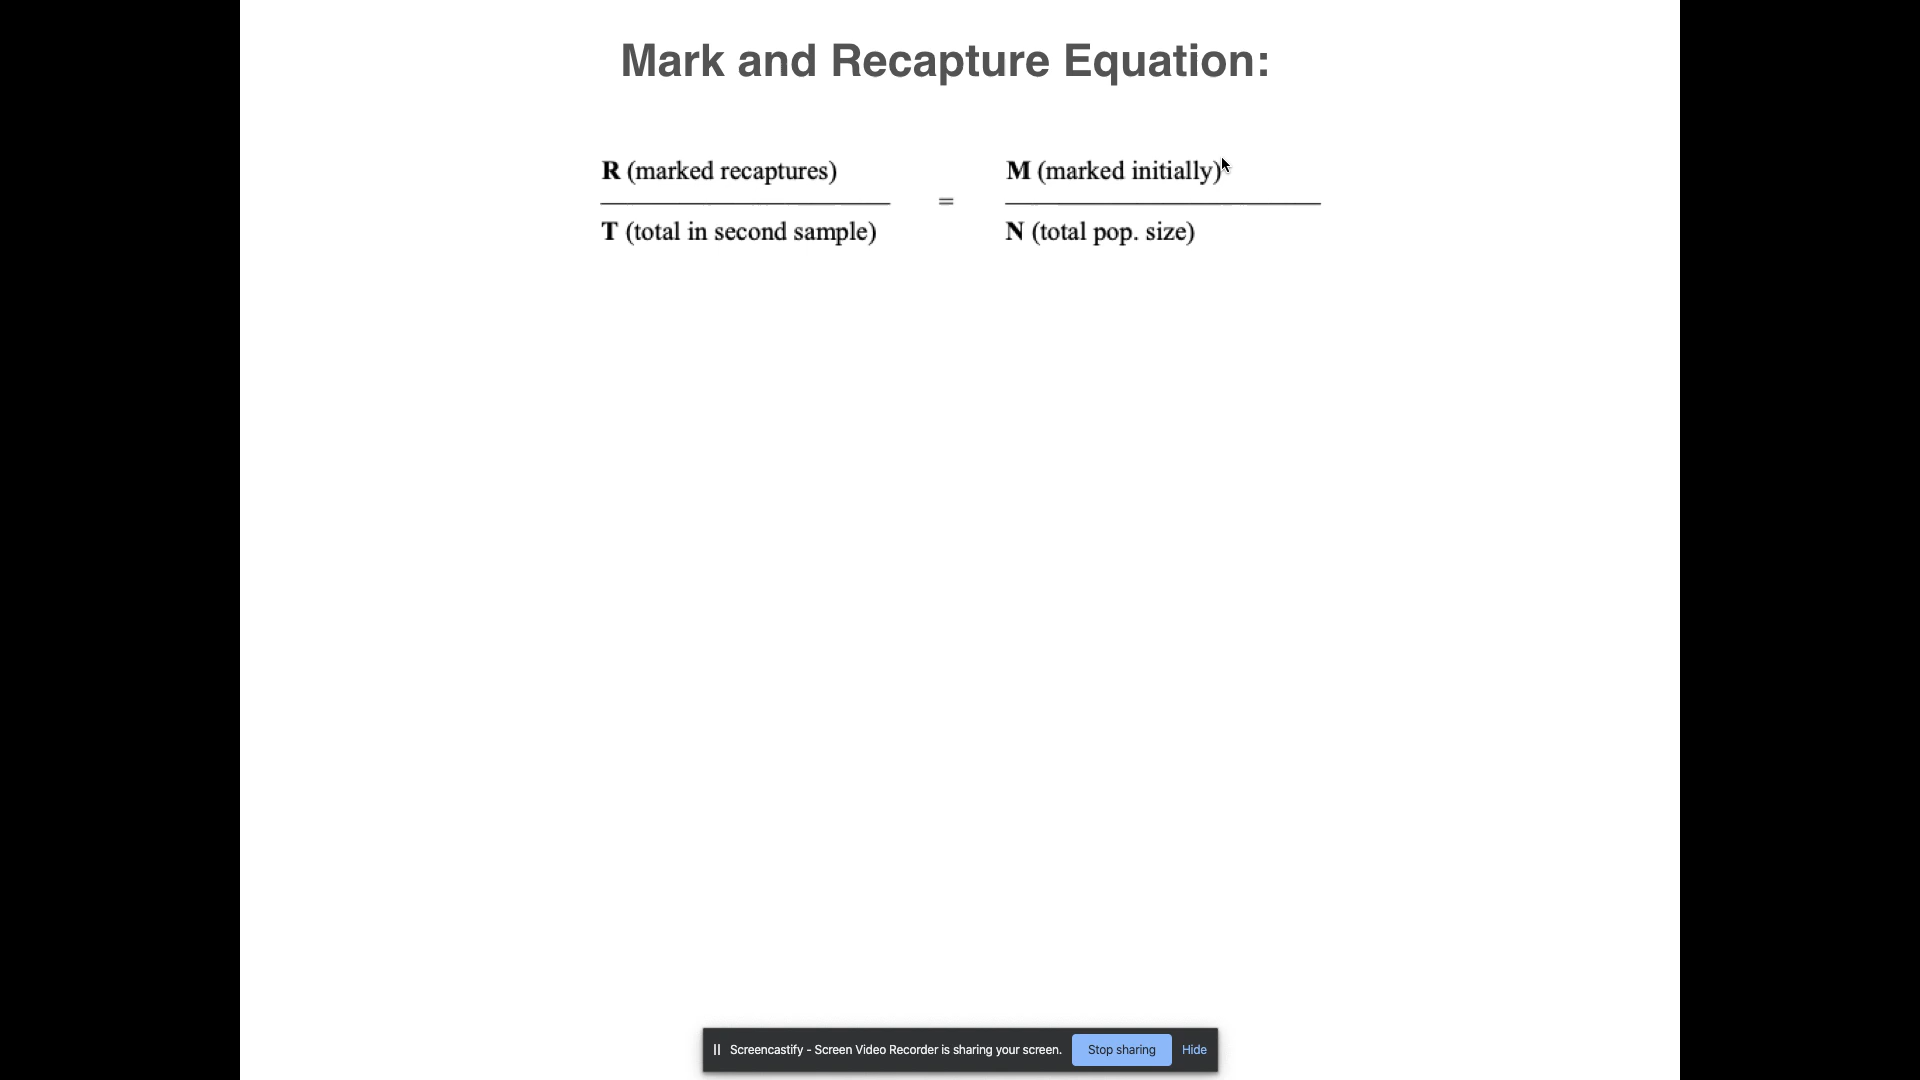 Mark and Recapture Equation:
R (marked recaptures)
T (total in second sample)
=
M (marked initially)
N (total pop. size)
Screencastify - Screen Video Recorder is sharing your screen.
Stop sharing
Hide